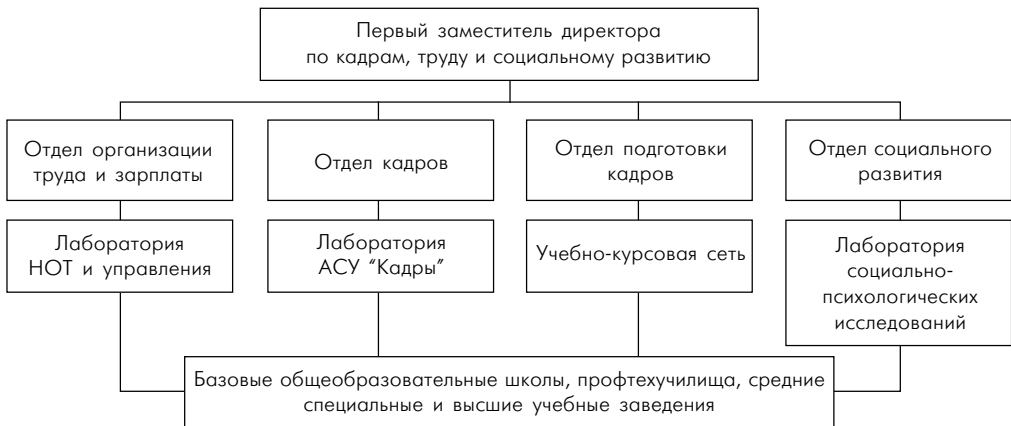 Первый заместитель директора
по кадрам, труду и социальному развитию
Отдел организации
труда и зарплаты
Отдел кадров
Отдел подготовки
кадров
Отдел социального
развития
Лаборатория
НОТ и управления
Лаборатория
АСУ “Кадры”
Учебно-курсовая сеть
Лаборатория
социально-
психологических
исследований
Базовые общеобразовательные школы, профтехучилища, средние
специальные и высшие учебные заведения